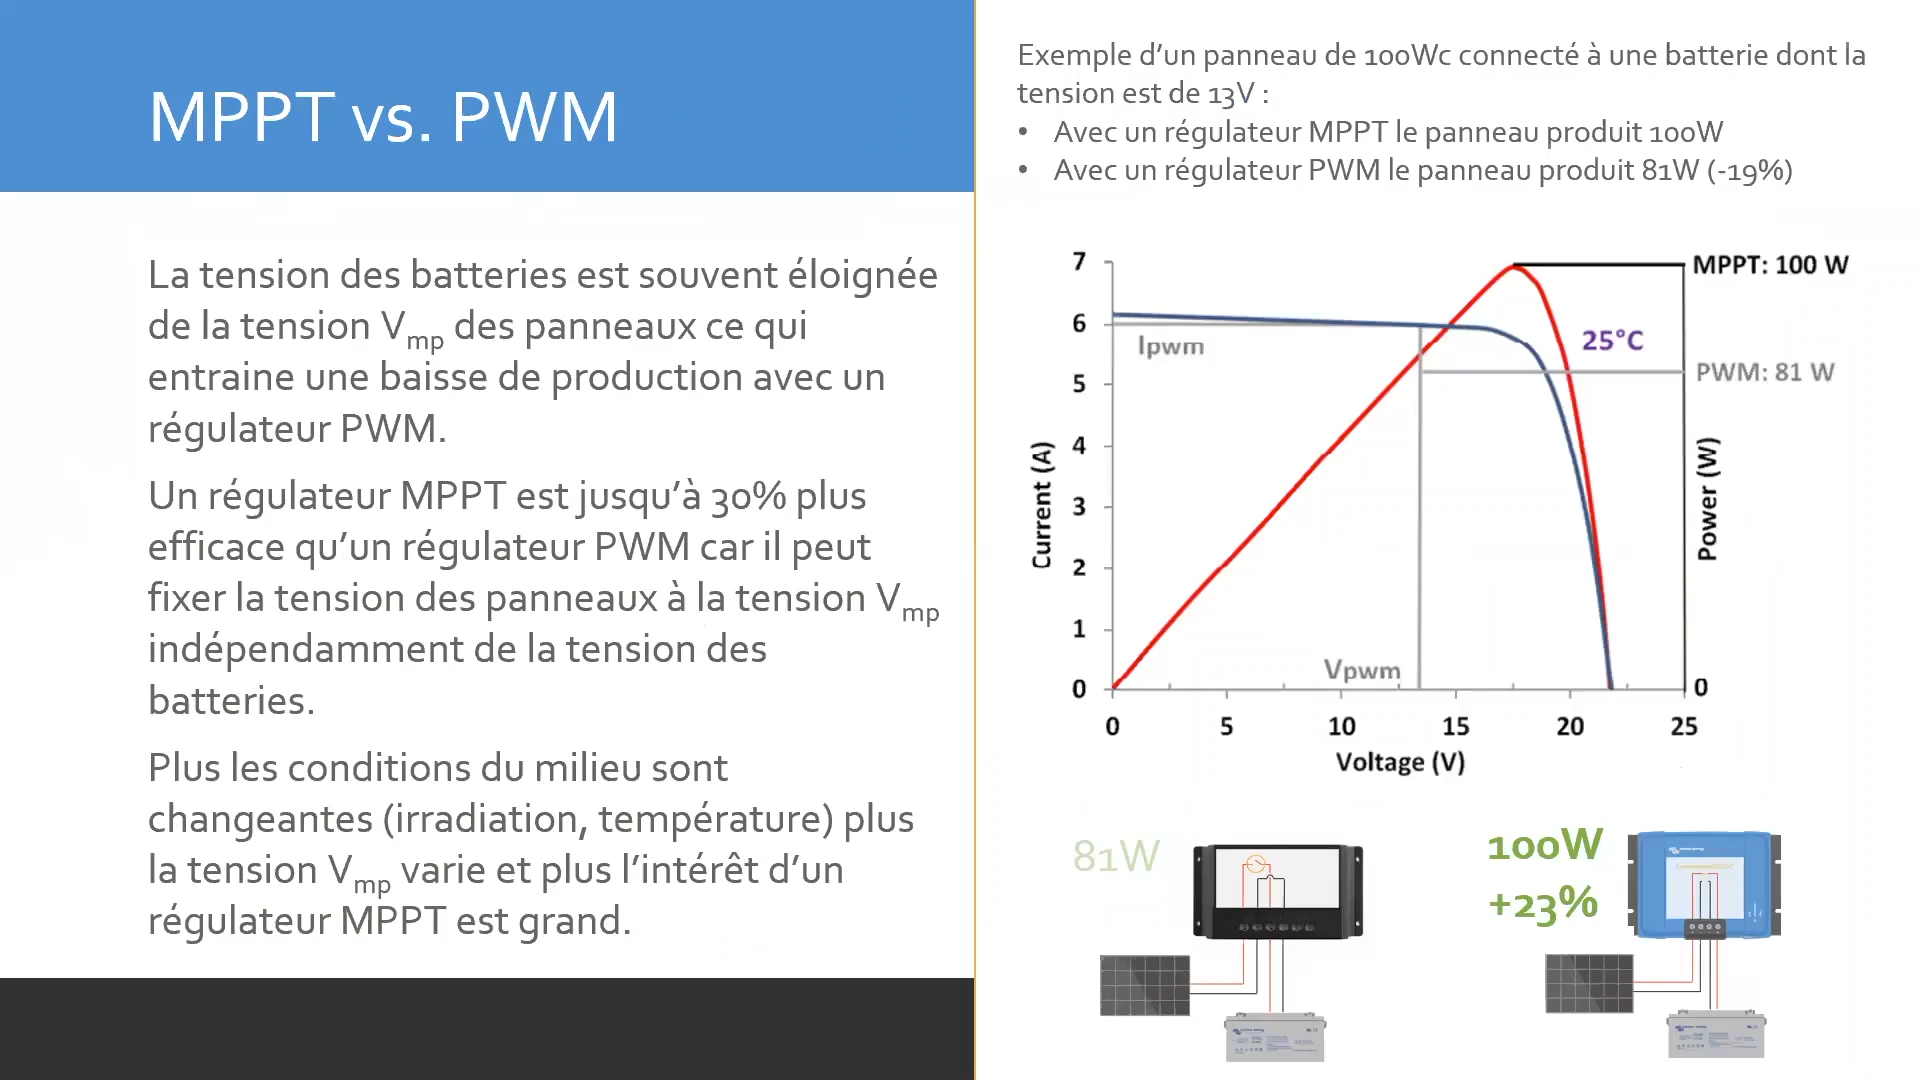 MPPT vs. PWM
La tension des batteries est souvent éloignée
de la tension Vmp des panneaux ce qui
entraine une baisse de production avec un
régulateur PWM.
Un régulateur MPPT est jusqu’à 30% plus
efficace qu’un régulateur PWM car il peut
fixer la tension des panneaux à la tension Vmp
indépendamment de la tension des
batteries.
Plus les conditions du milieu sont
changeantes (irradiation, température) plus
la tension Vmp varie et plus l’intérêt d’un
régulateur MPPT est grand.
Exemple d’un panneau de 100Wc connecté à une batterie dont la
tension est de 13V :
• Avec un régulateur MPPT le panneau produit 100W
• Avec un régulateur PWM le panneau produit 81W (-19%)
7
6
5
4
3
2
1
0
Current (A)
Ipwm
Vpwm
25°C
MPPT: 100 W
PWM: 81 W
Power (W)
0
0 5 10 15 20 25
Voltage (V)
81W
100W
+23%